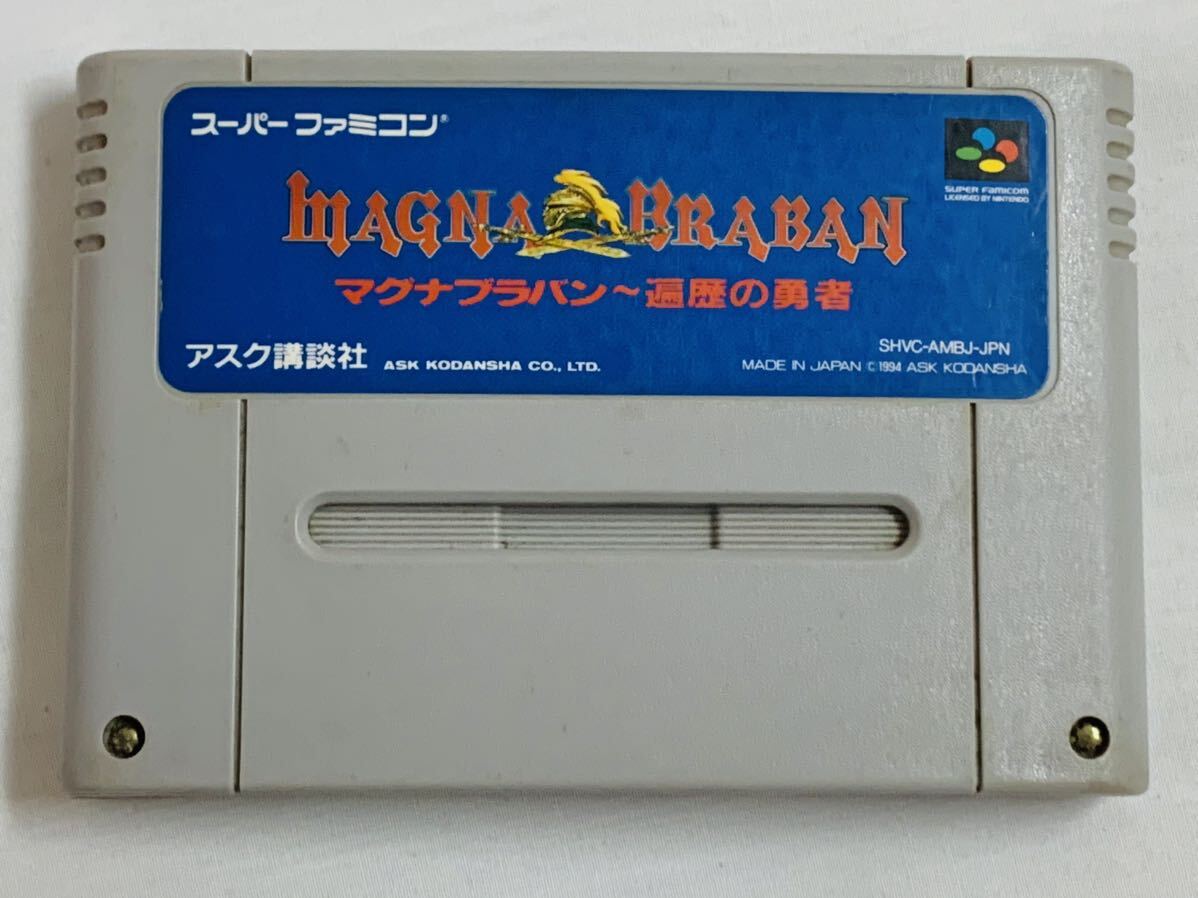 スーパーファミコン®
SUPER FAMICOM
LICENSED BY NINTENDO
MAGNA BRABAN
マグナブラバン～遍歴の勇者
アスク講談社 ASK KODANSHA CO., LTD.
SHVC-AMBJ-JPN
MADE IN JAPAN © 1994 ASK KODANSHA